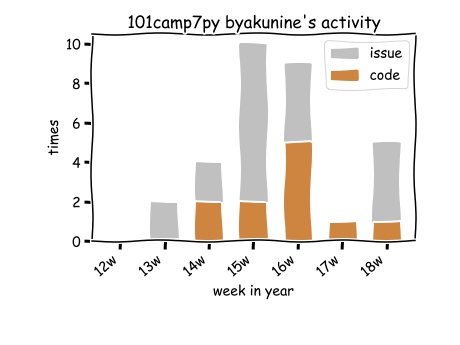 101camp7py byakunine's activity
issue
code
10
8
6
4
2
0
times
12w
13w
14w
15w
16w
17w
18w
week in year